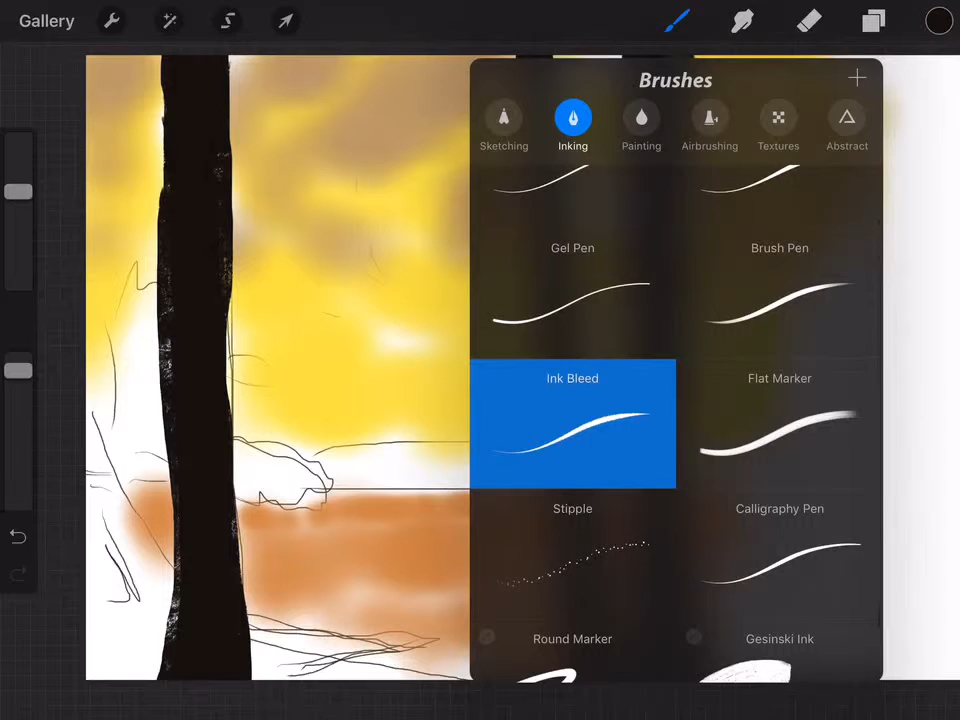 Gallery
Brushes
Sketching Inking Painting Airbrushing Textures Abstract
Gel Pen Brush Pen
Ink Bleed Flat Marker
Stipple Calligraphy Pen
Round Marker Gesinski Ink